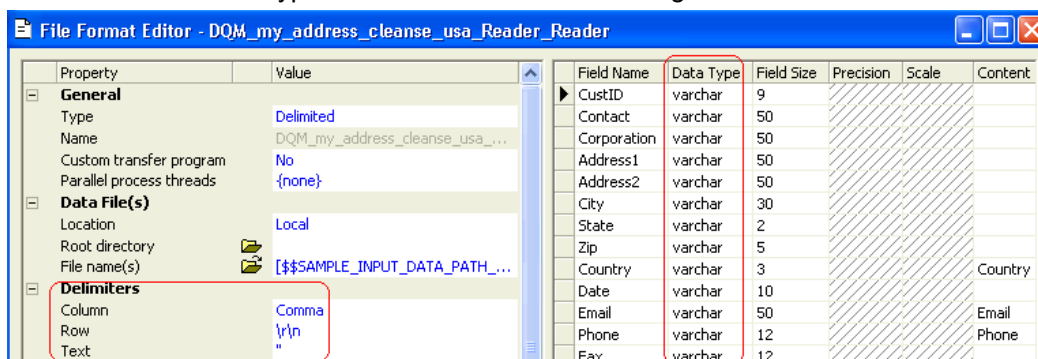 File Format Editor - DQM_my_address_cleanse_usa_Reader_Reader
Property Value
General
Type Delimited
Name DQM_my_address_cleanse_usa_...
Custom transfer program No
Parallel process threads {none}
Data File(s)
Location Local
Root directory
File name(s) [$$SAMPLE_INPUT_DATA_PATH_...
Delimiters
Column Comma
Row \r\n
Text "
Field Name Data Type Field Size Precision Scale Content
CustID varchar 9
Contact varchar 50
Corporation varchar 50
Address1 varchar 50
Address2 varchar 50
City varchar 30
State varchar 2
Zip varchar 5
Country varchar 3 Country
Date varchar 10
Email varchar 50 Email
Phone varchar 12 Phone
Fax varchar 12